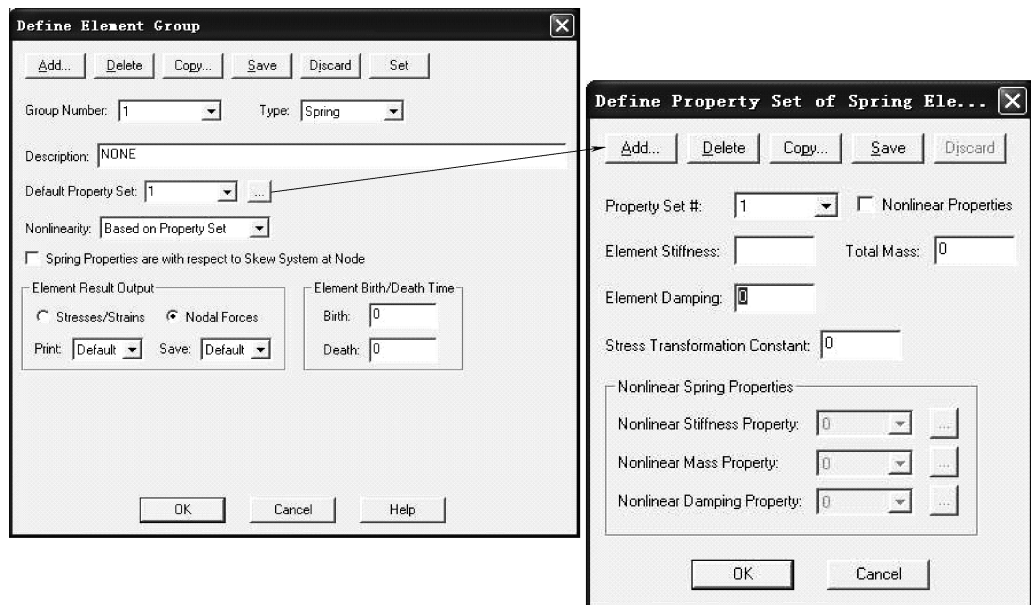 Define Element Group
Add... Delete Copy... Save Discard Set
Group Number: 1 Type: Spring
Description: NONE
Default Property Set: 1 ...
Nonlinearity: Based on Property Set
Spring Properties are with respect to Skew System at Node
Element Result Output
Stresses/Strains Nodal Forces
Print: Default Save: Default
Element Birth/Death Time
Birth: 0
Death: 0
OK Cancel Help
Define Property Set of Spring Ele...
Add... Delete Copy... Save Discard
Property Set #: 1 Nonlinear Properties
Element Stiffness: Total Mass: 0
Element Damping: 0
Stress Transformation Constant: 0
Nonlinear Spring Properties
Nonlinear Stiffness Property: 0 ...
Nonlinear Mass Property: 0 ...
Nonlinear Damping Property: 0 ...
OK Cancel